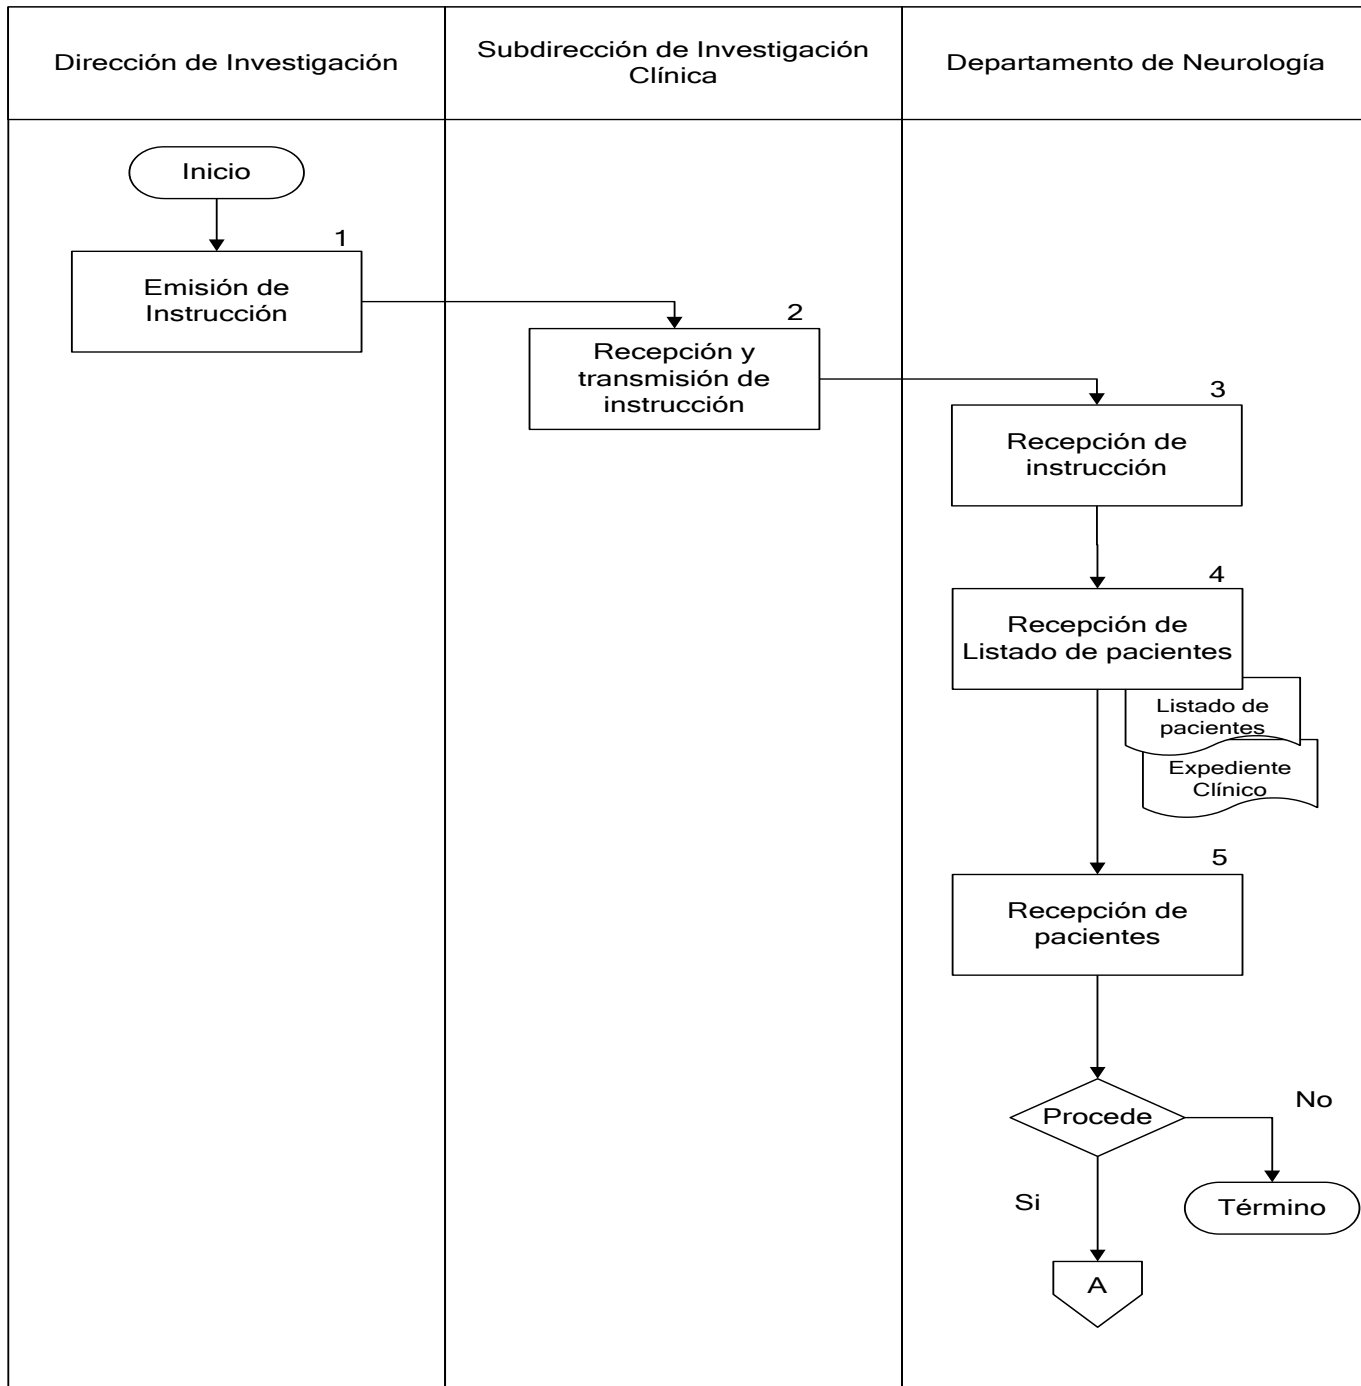 Dirección de Investigación
Subdirección de Investigación
Clínica
Departamento de Neurología
Inicio
1
Emisión de
Instrucción
2
Recepción y
transmisión de
instrucción
3
Recepción de
instrucción
4
Recepción de
Listado de pacientes
Listado de
pacientes
Expediente
Clínico
5
Recepción de
pacientes
Procede
No
Si
Término
A